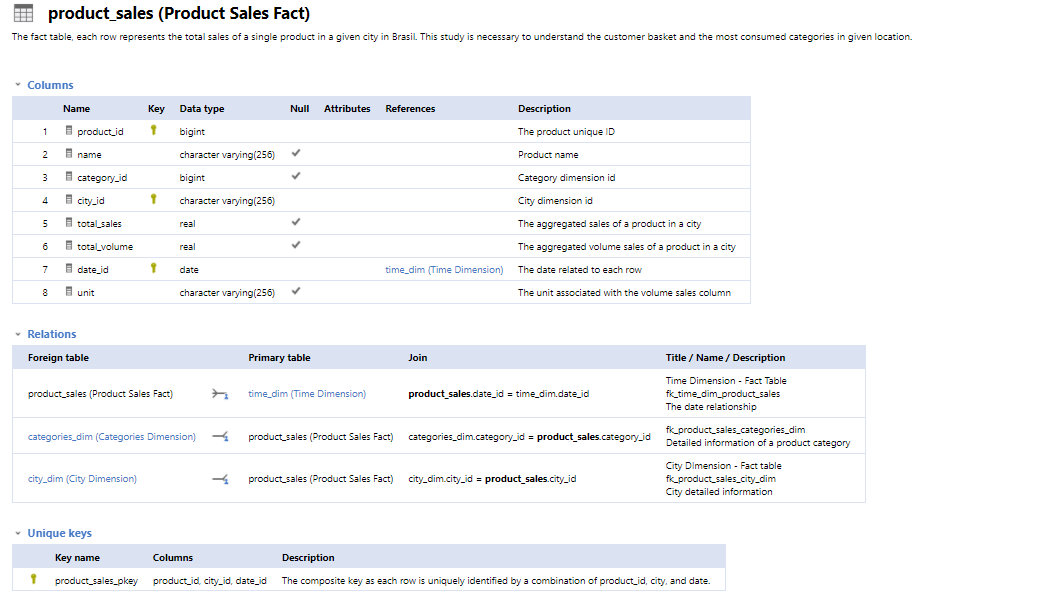 product_sales (Product Sales Fact)
The fact table, each row represents the total sales of a single product in a given city in Brasil. This study is necessary to understand the customer basket and the most consumed categories in given location.
Columns
Name Key Data type Null Attributes References Description
1 product_id bigint The product unique ID
2 name character varying(256) Product name
3 category_id bigint Category dimension id
4 city_id character varying(256) City dimension id
5 total_sales real The aggregated sales of a product in a city
6 total_volume real The aggregated volume sales of a product in a city
7 date_id date time_dim (Time Dimension) The date related to each row
8 unit character varying(256) The unit associated with the volume sales column
Relations
Foreign table Primary table Join Title / Name / Description
product_sales (Product Sales Fact) time_dim (Time Dimension) product_sales.date_id = time_dim.date_id
Time Dimension - Fact Table
fk_time_dim_product_sales
The date relationship
categories_dim (Categories Dimension) product_sales (Product Sales Fact) categories_dim.category_id = product_sales.category_id
fk_product_sales_categories_dim
Detailed information of a product category
city_dim (City Dimension) product_sales (Product Sales Fact) city_dim.city_id = product_sales.city_id
City Dimension - Fact table
fk_product_sales_city_dim
City detailed information
Unique keys
Key name Columns Description
product_sales_pkey product_id, city_id, date_id The composite key as each row is uniquely identified by a combination of product_id, city, and date.